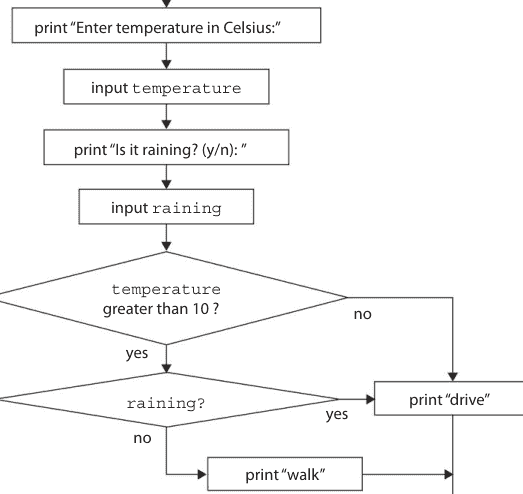 print “Enter temperature in Celsius:”
input temperature
print “Is it raining? (y/n): ”
input raining
temperature
greater than 10 ?
no
yes
raining?
yes
print “drive”
no
print “walk”